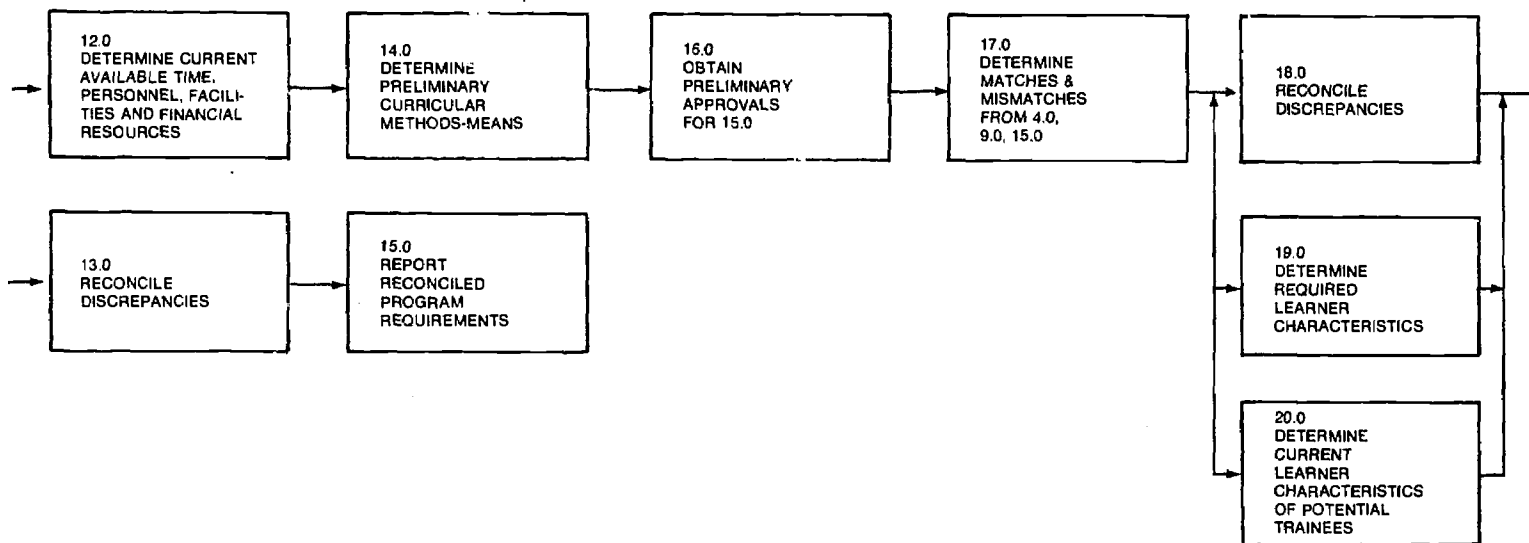 12.0
DETERMINE CURRENT
AVAILABLE TIME,
PERSONNEL, FACILI-
TIES AND FINANCIAL
RESOURCES
14.0
DETERMINE
PRELIMINARY
CURRICULAR
METHODS-MEANS
16.0
OBTAIN
PRELIMINARY
APPROVALS
FOR 15.0
17.0
DETERMINE
MATCHES &
MISMATCHES
FROM 4.0,
9.0, 15.0
18.0
RECONCILE
DISCREPANCIES
13.0
RECONCILE
DISCREPANCIES
15.0
REPORT
RECONCILED
PROGRAM
REQUIREMENTS
19.0
DETERMINE
REQUIRED
LEARNER
CHARACTERISTICS
20.0
DETERMINE
CURRENT
LEARNER
CHARACTERISTICS
OF POTENTIAL
TRAINEES